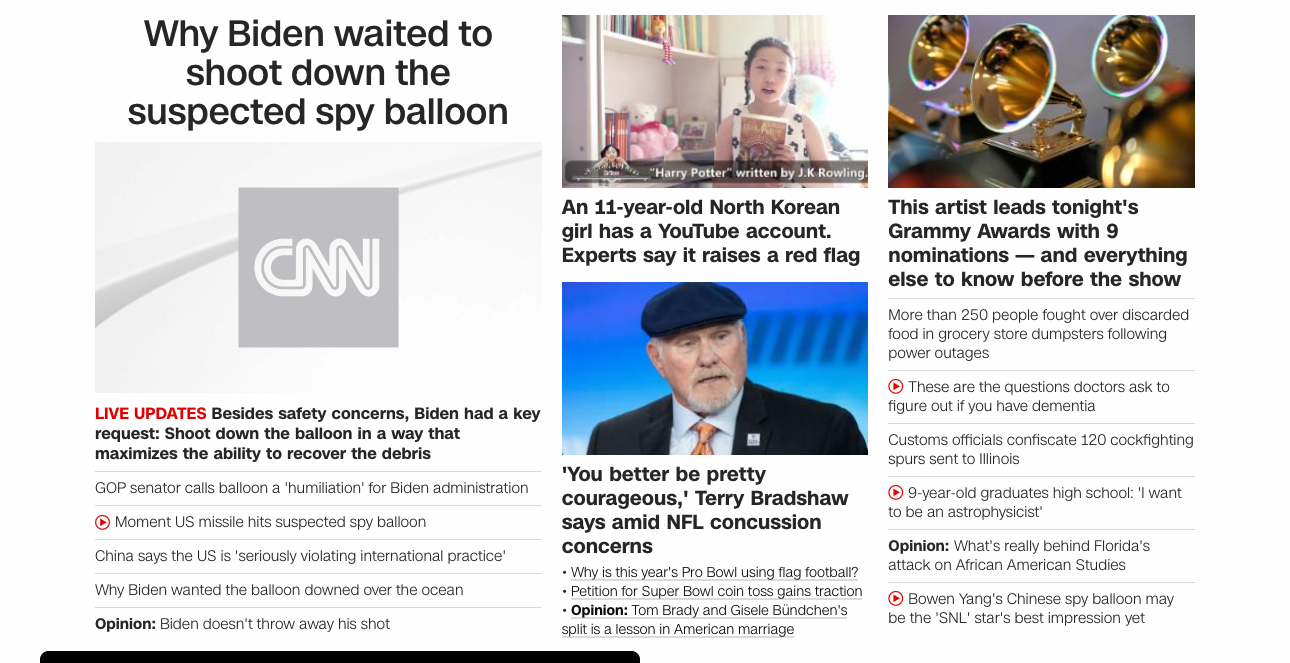 Why Biden waited to
shoot down the
suspected spy balloon
CNN
LIVE UPDATES Besides safety concerns, Biden had a key
request: Shoot down the balloon in a way that
maximizes the ability to recover the debris
GOP senator calls balloon a 'humiliation' for Biden administration
Moment US missile hits suspected spy balloon
China says the US is 'seriously violating international practice'
Why Biden wanted the balloon downed over the ocean
Opinion: Biden doesn't throw away his shot
"Harry Potter" written by J.K Rowling.
An 11-year-old North Korean
girl has a YouTube account.
Experts say it raises a red flag
'You better be pretty
courageous,' Terry Bradshaw
says amid NFL concussion
concerns
• Why is this year's Pro Bowl using flag football?
• Petition for Super Bowl coin toss gains traction
• Opinion: Tom Brady and Gisele Bündchen's
split is a lesson in American marriage
This artist leads tonight's
Grammy Awards with 9
nominations — and everything
else to know before the show
More than 250 people fought over discarded
food in grocery store dumpsters following
power outages
These are the questions doctors ask to
figure out if you have dementia
Customs officials confiscate 120 cockfighting
spurs sent to Illinois
9-year-old graduates high school: 'I want
to be an astrophysicist'
Opinion: What's really behind Florida's
attack on African American Studies
Bowen Yang's Chinese spy balloon may
be the 'SNL' star's best impression yet